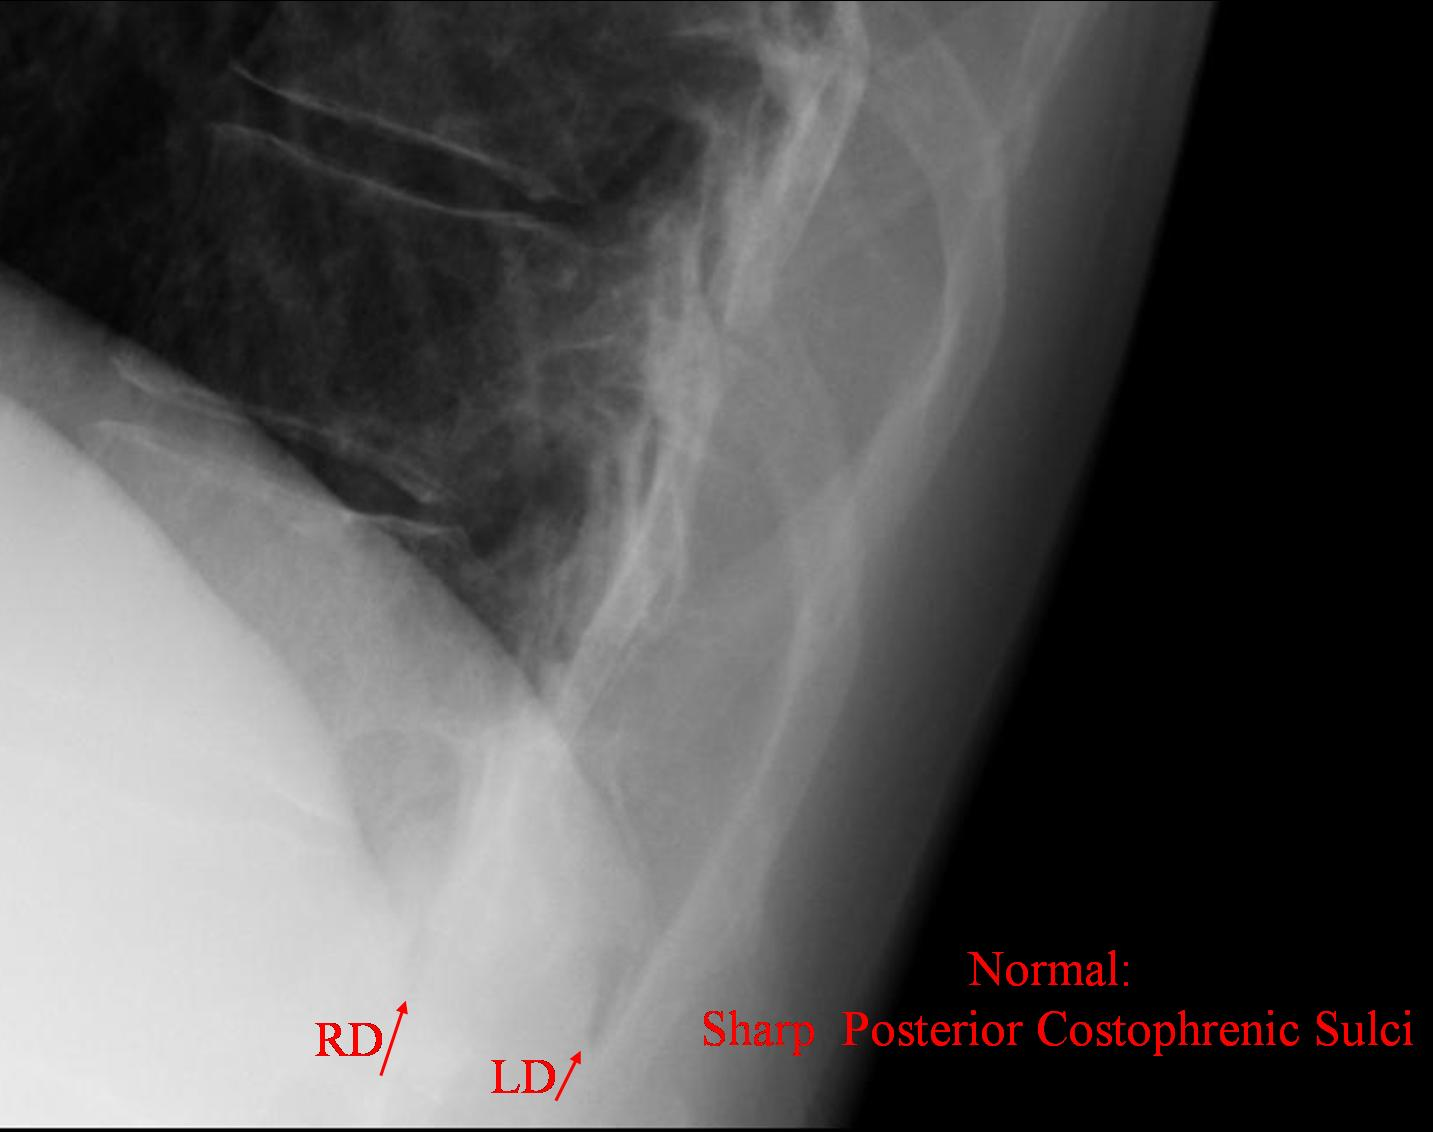 Normal:
Sharp Posterior Costophrenic Sulci
RD
LD